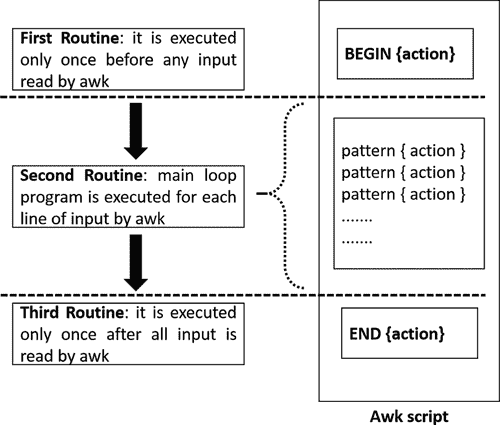 First Routine: it is executed
only once before any input
read by awk
BEGIN {action}
Second Routine: main loop
program is executed for each
line of input by awk
pattern { action }
pattern { action }
pattern { action }
.......
.......
Third Routine: it is executed
only once after all input is
read by awk
END {action}
Awk script